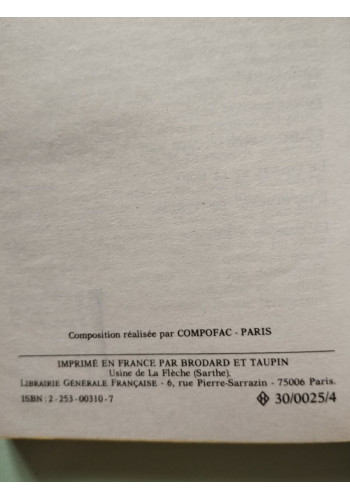 Composition réalisée par COMPOFAC - PARIS
IMPRIMÉ EN FRANCE PAR BRODARD ET TAUPIN
Usine de La Flèche (Sarthe).
LIBRAIRIE GÉNÉRALE FRANÇAISE - 6, rue Pierre-Sarrazin - 75006 Paris.
ISBN : 2 - 253 - 00310 - 7
30/0025/4